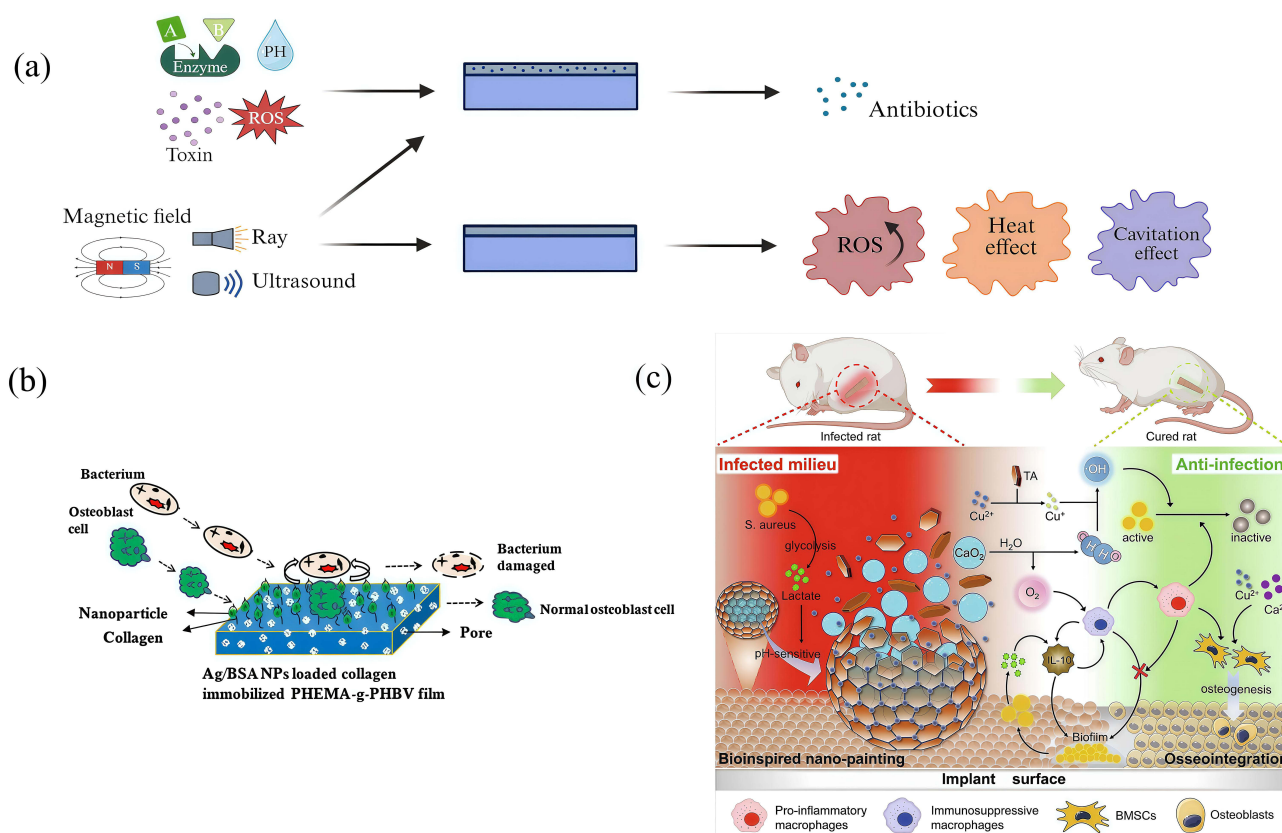 (a)
A
B
Enzyme
PH
Toxin
ROS
Antibiotics
Magnetic field
N
S
Ray
Ultrasound
ROS
Heat
effect
Cavitation
effect
(b)
Bacterium
Osteoblast
cell
Nanoparticle
Collagen
Bacterium
damaged
Normal osteoblast cell
Pore
Ag/BSA NPs loaded collagen
immobilized PHEMA-g-PHBV film
(c)
Infected rat
Cured rat
Infected milieu
Anti-infection
S. aureus
glycolysis
Lactate
pH-sensitive
TA
Cu²⁺
Cu⁺
·OH
CaO₂
H₂O
H
H
O₂
active
inactive
Cu²⁺
Ca²
IL-10
osteogenesis
Biofilm
Bioinspired nano-painting
Osseointegration
Implant surface
Pro-inflammatory
macrophages
Immunosuppressive
macrophages
BMSCs
Osteoblasts